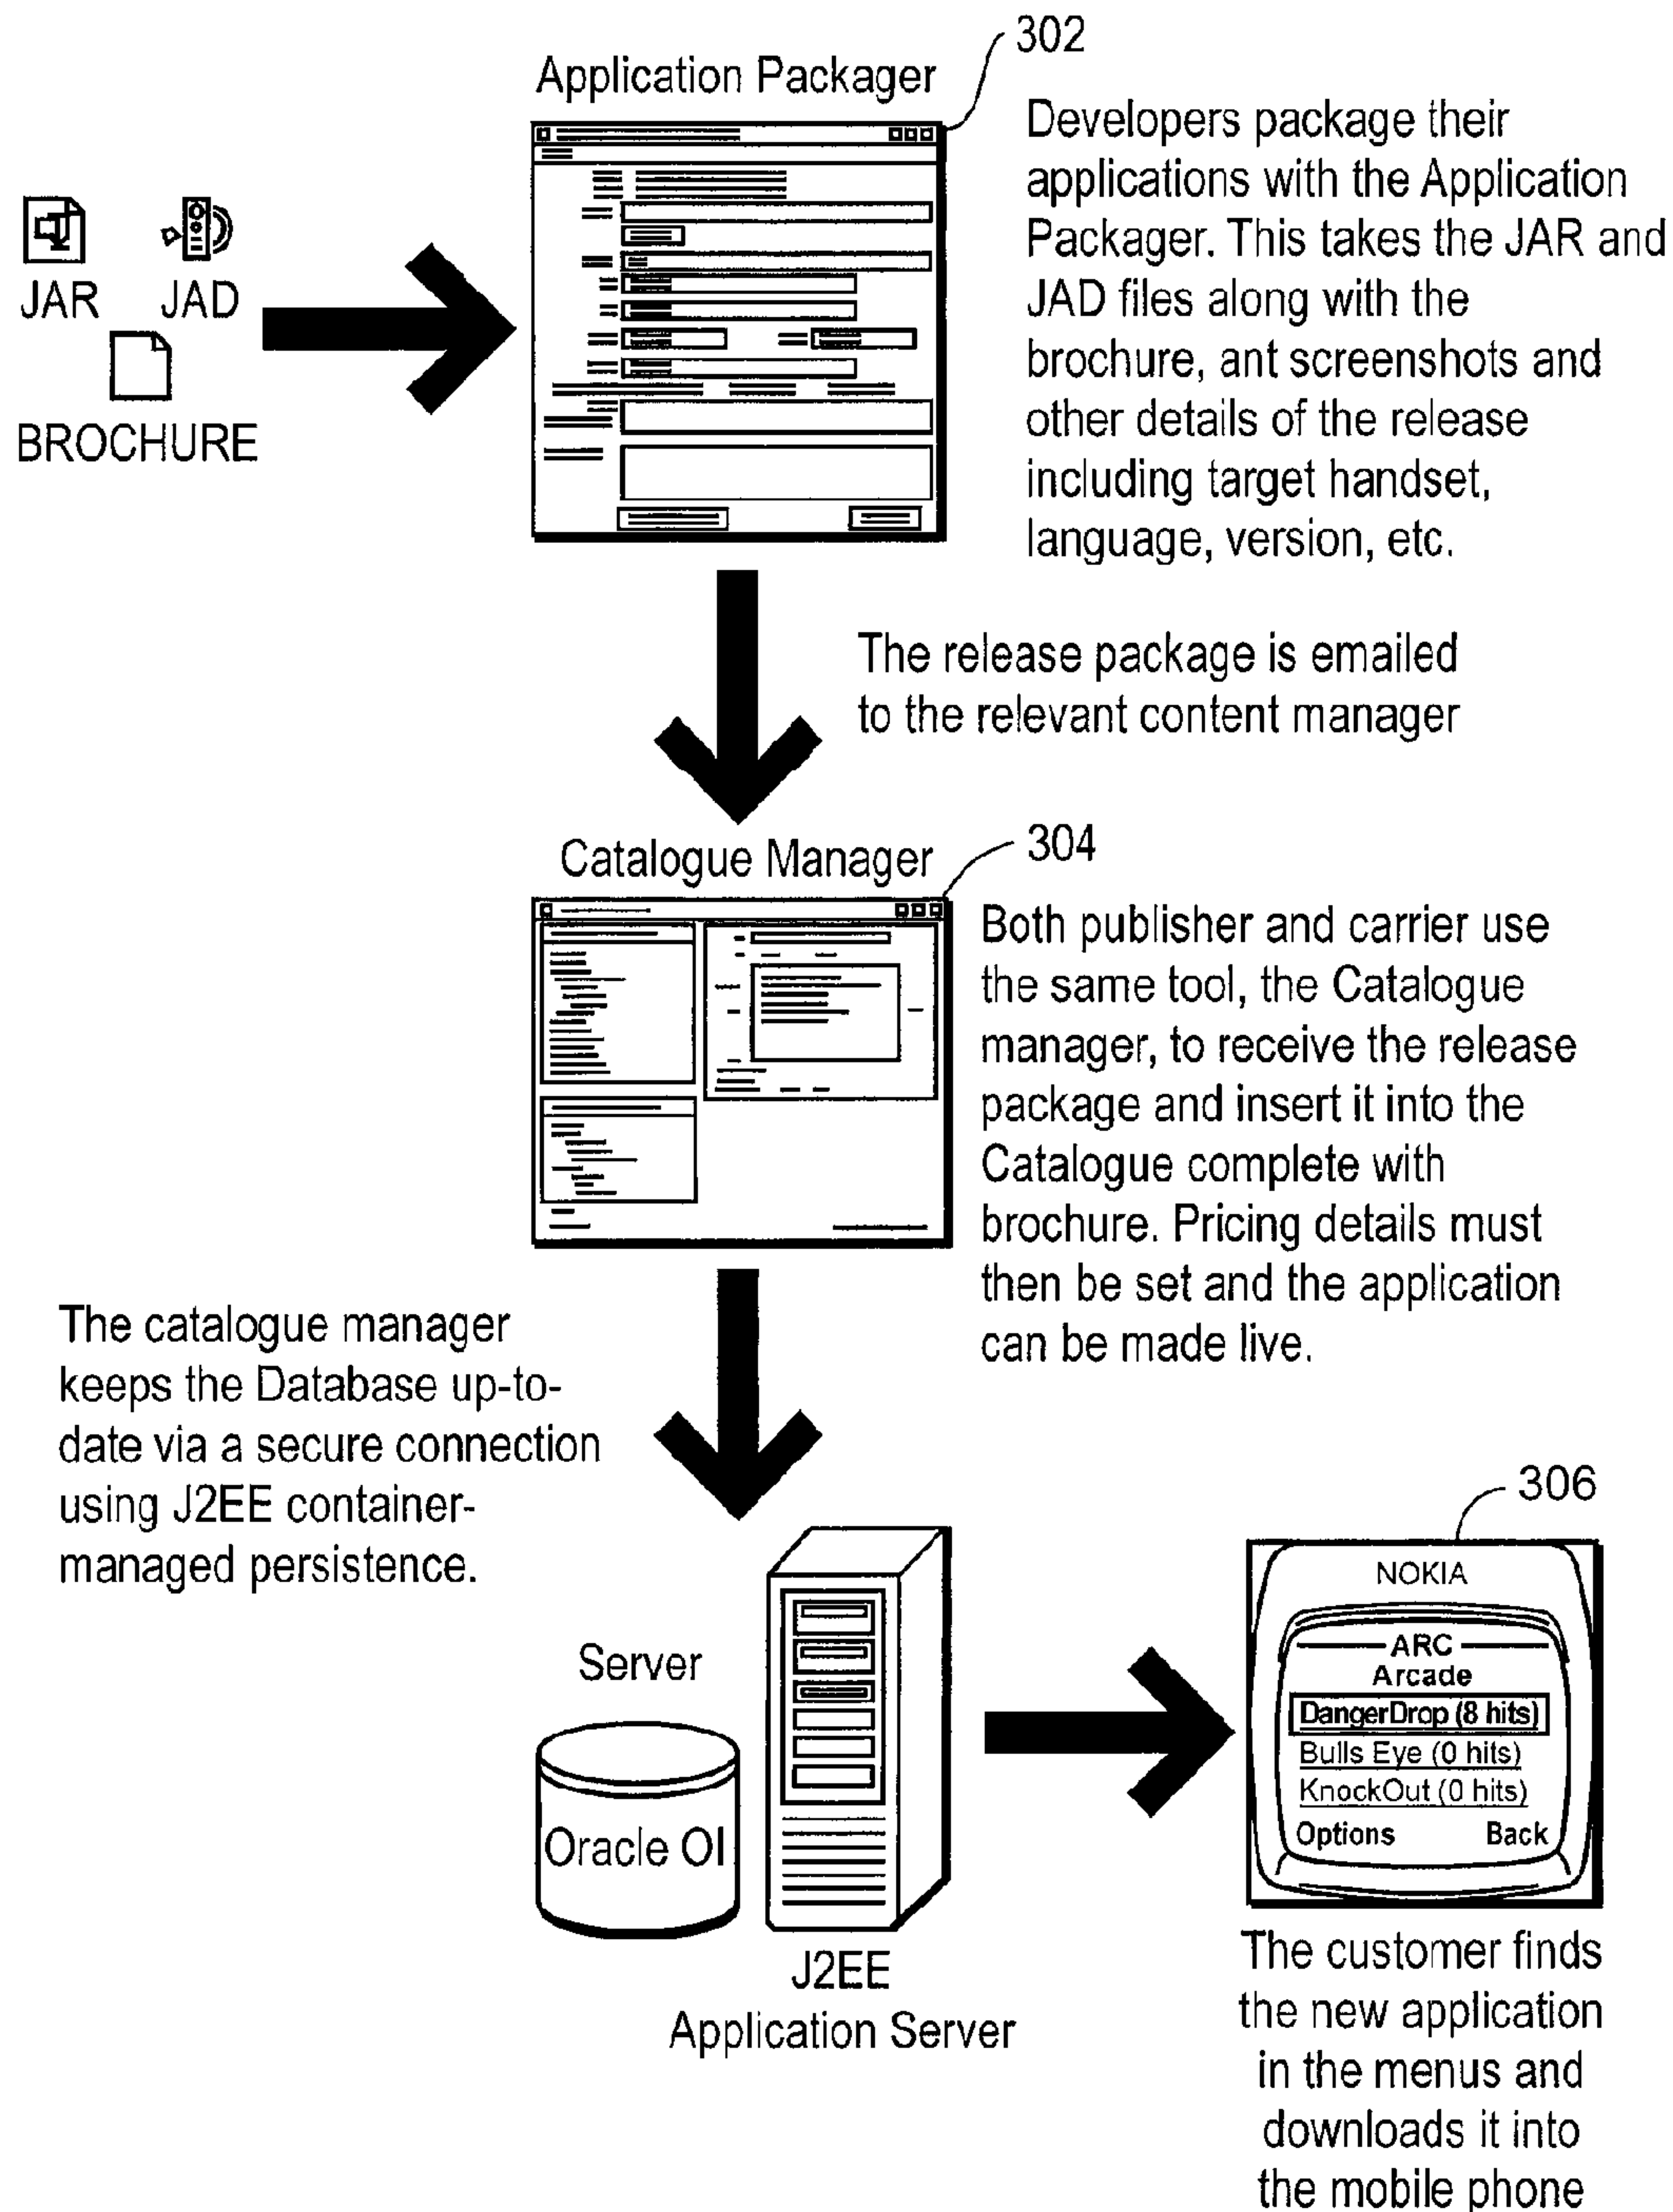 302
Application Packager
Developers package their
applications with the Application
Packager. This takes the JAR and
JAD files along with the
brochure, ant screenshots and
other details of the release
including target handset,
language, version, etc.
JAR
JAD
BROCHURE
The release package is emailed
to the relevant content manager
Catalogue Manager
304
Both publisher and carrier use
the same tool, the Catalogue
manager, to receive the release
package and insert it into the
Catalogue complete with
brochure. Pricing details must
then be set and the application
can be made live.
The catalogue manager
keeps the Database up-to-
date via a secure connection
using J2EE container-
managed persistence.
Server
Oracle OI
J2EE
Application Server
306
NOKIA
ARC
Arcade
DangerDrop (8 hits)
Bulls Eye (0 hits)
KnockOut (0 hits)
Options Back
The customer finds
the new application
in the menus and
downloads it into
the mobile phone